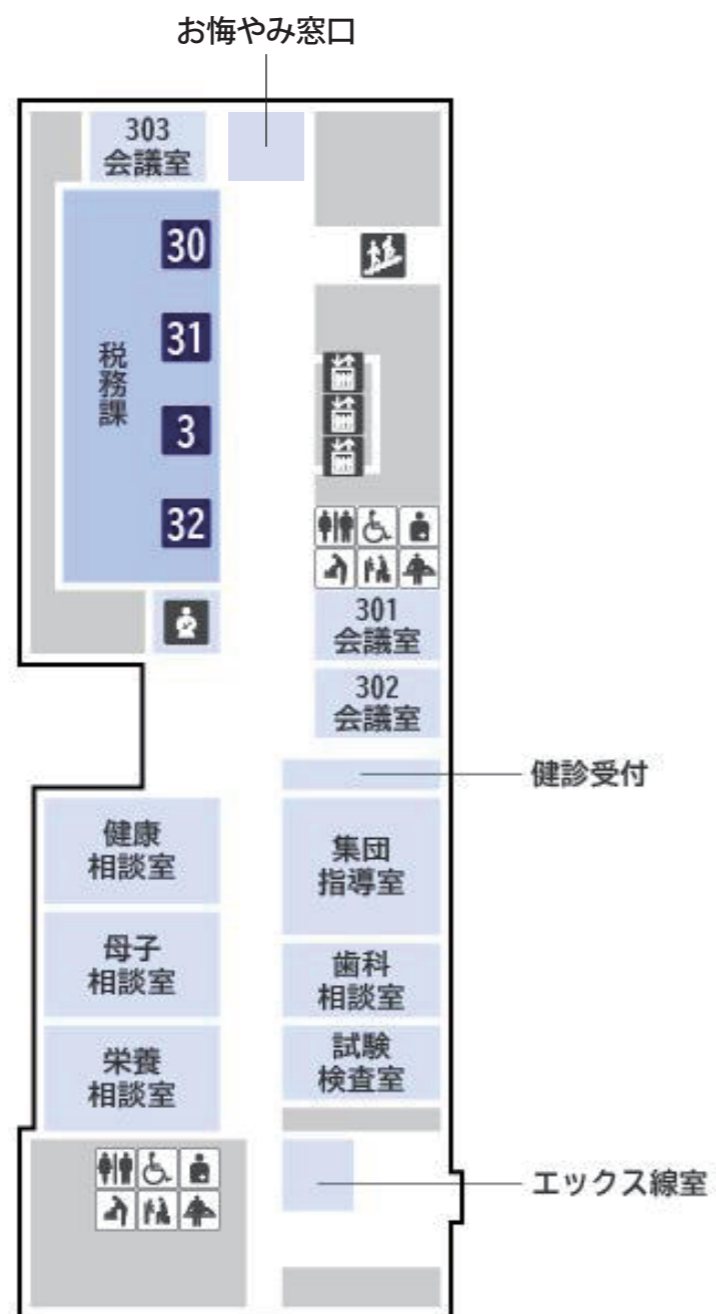 お悔やみ窓口
303
会議室
30
31
税務課
3
32
301
会議室
302
会議室
健診受付
健康
相談室
集団
指導室
母子
相談室
歯科
相談室
栄養
相談室
試験
検査室
エックス線室